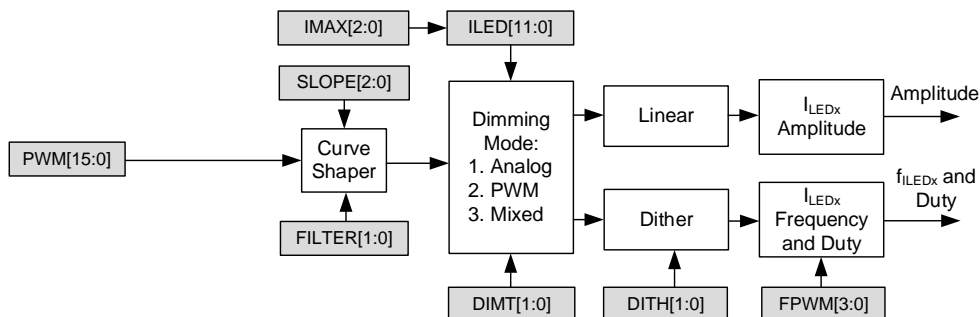 IMAX[2:0]
ILED[11:0]
SLOPE[2:0]
PWM[15:0]
Curve
Shaper
FILTER[1:0]
Dimming
Mode:
1. Analog
2. PWM
3. Mixed
DIMT[1:0]
Linear
ILEDx
Amplitude
Amplitude
Dither
DITH[1:0]
ILEDx
Frequency
and Duty
FPWM[3:0]
fILEDx and
Duty